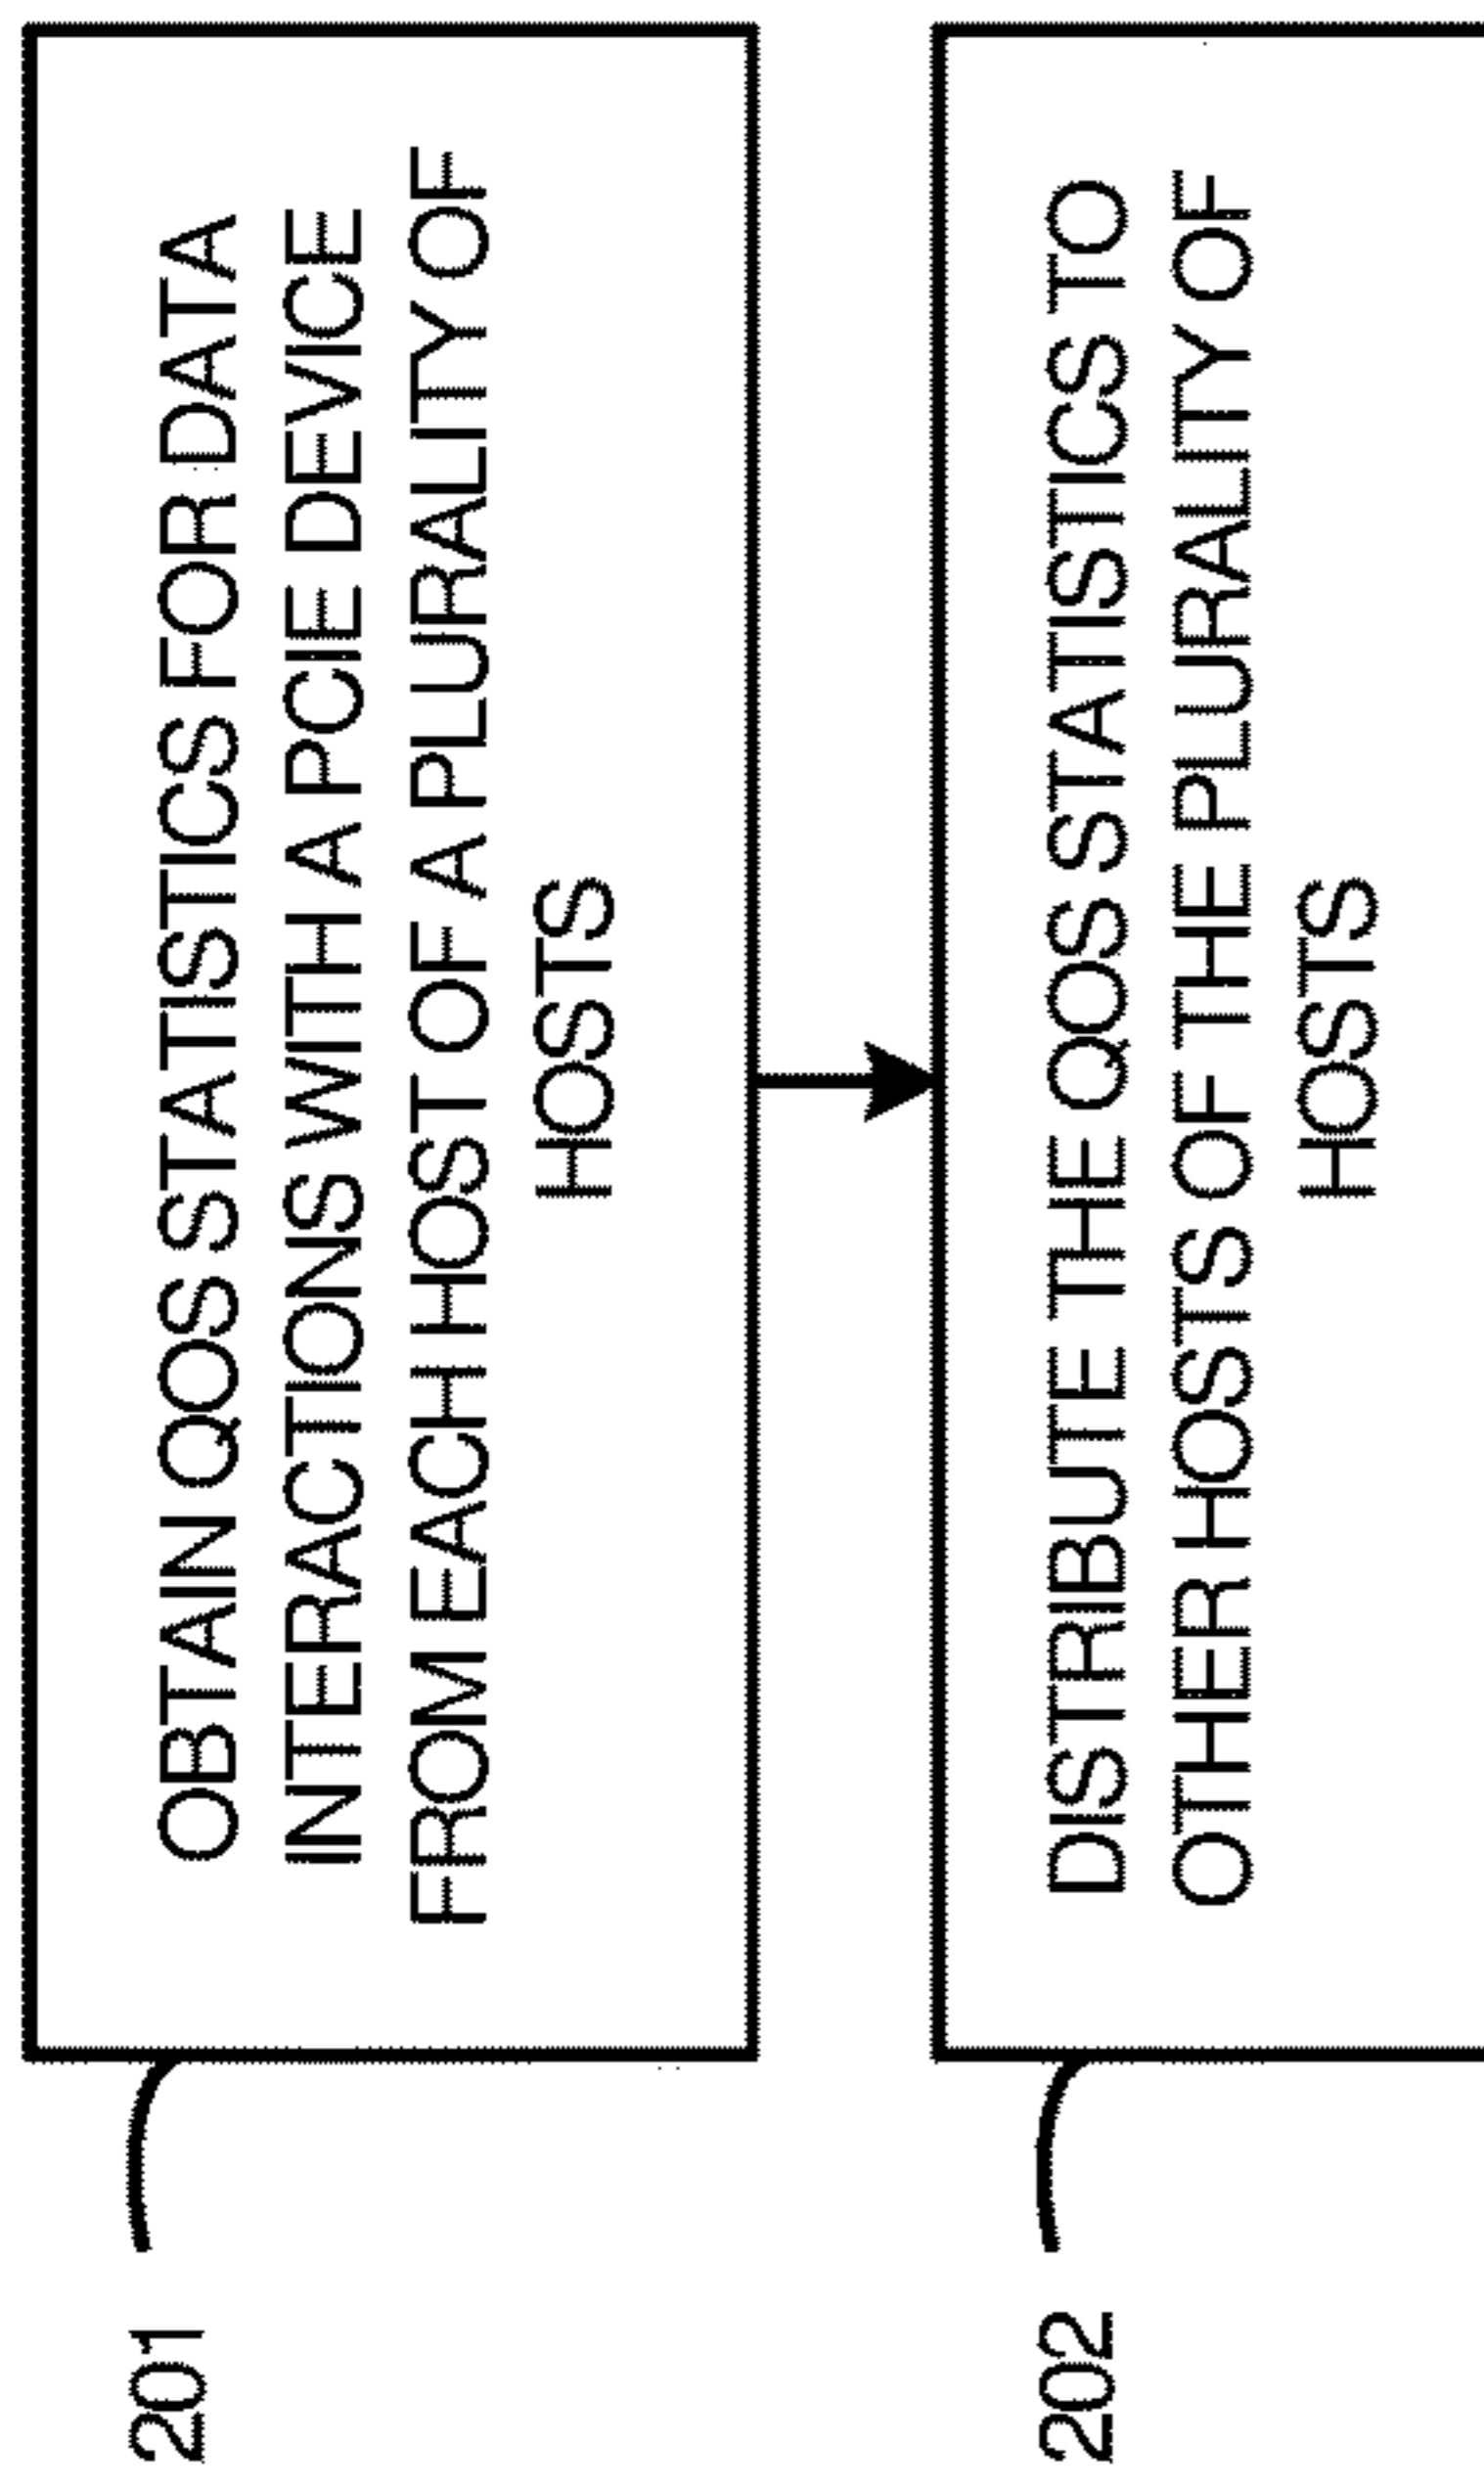 201
OBTAIN QOS STATISTICS FOR DATA
INTERACTIONS WITH A PCIE DEVICE
FROM EACH HOST OF A PLURALITY OF
HOSTS
202
DISTRIBUTE THE QOS STATISTICS TO
OTHER HOSTS OF THE PLURALITY OF
HOSTS